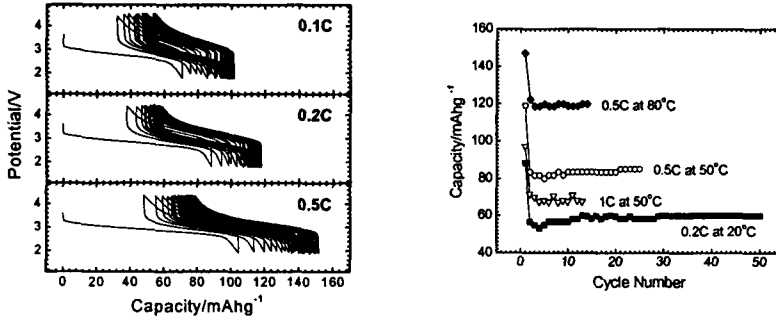 4
3
2
0.1C
4
3
2
0.2C
4
3
2
0.5C
Potential/V
0 20 40 60 80 100 120 140 160
Capacity/mAhg⁻¹
160
140
120
100
80
60
40
Capacity/mAhg⁻¹
0.5C at 80°C
0.5C at 50°C
1C at 50°C
0.2C at 20°C
0 10 20 30 40 50
Cycle Number